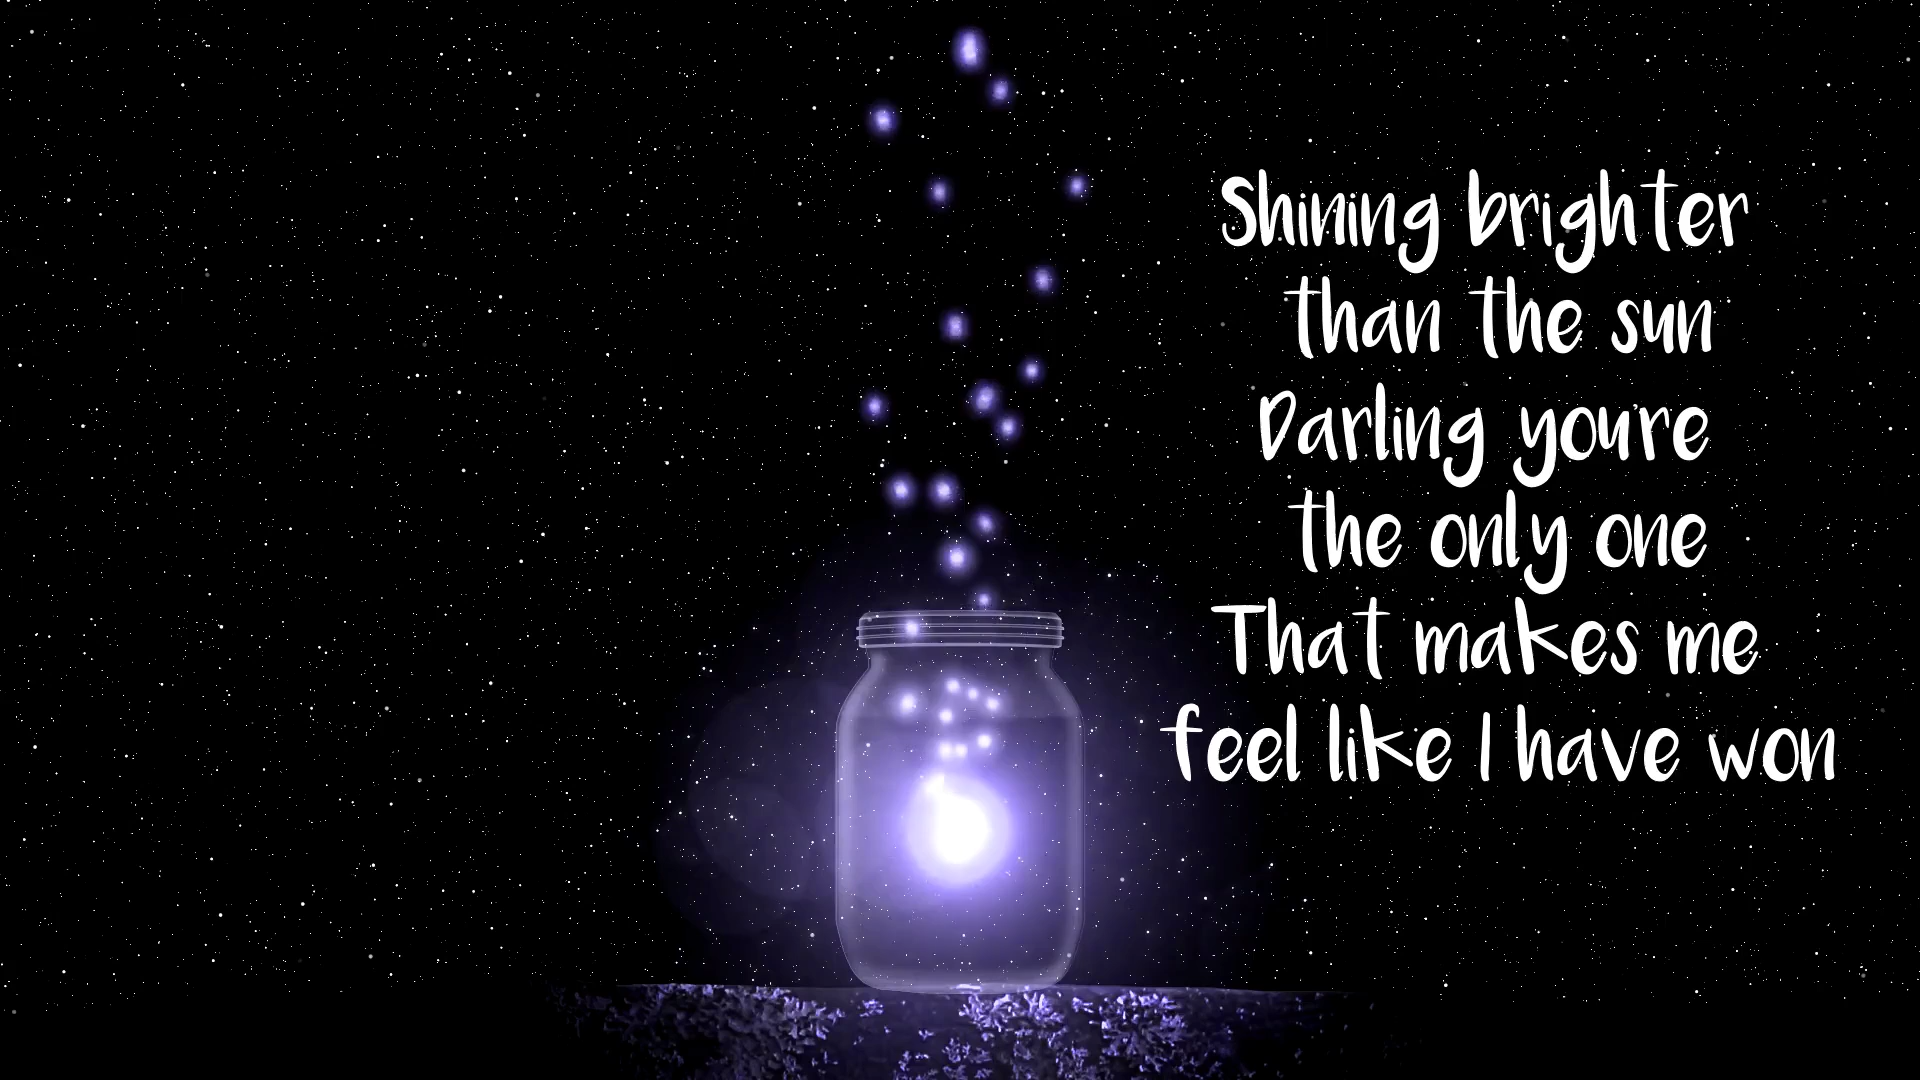 Shining brighter
than the sun
Darling you're
the only one
That makes me
feel like I have won